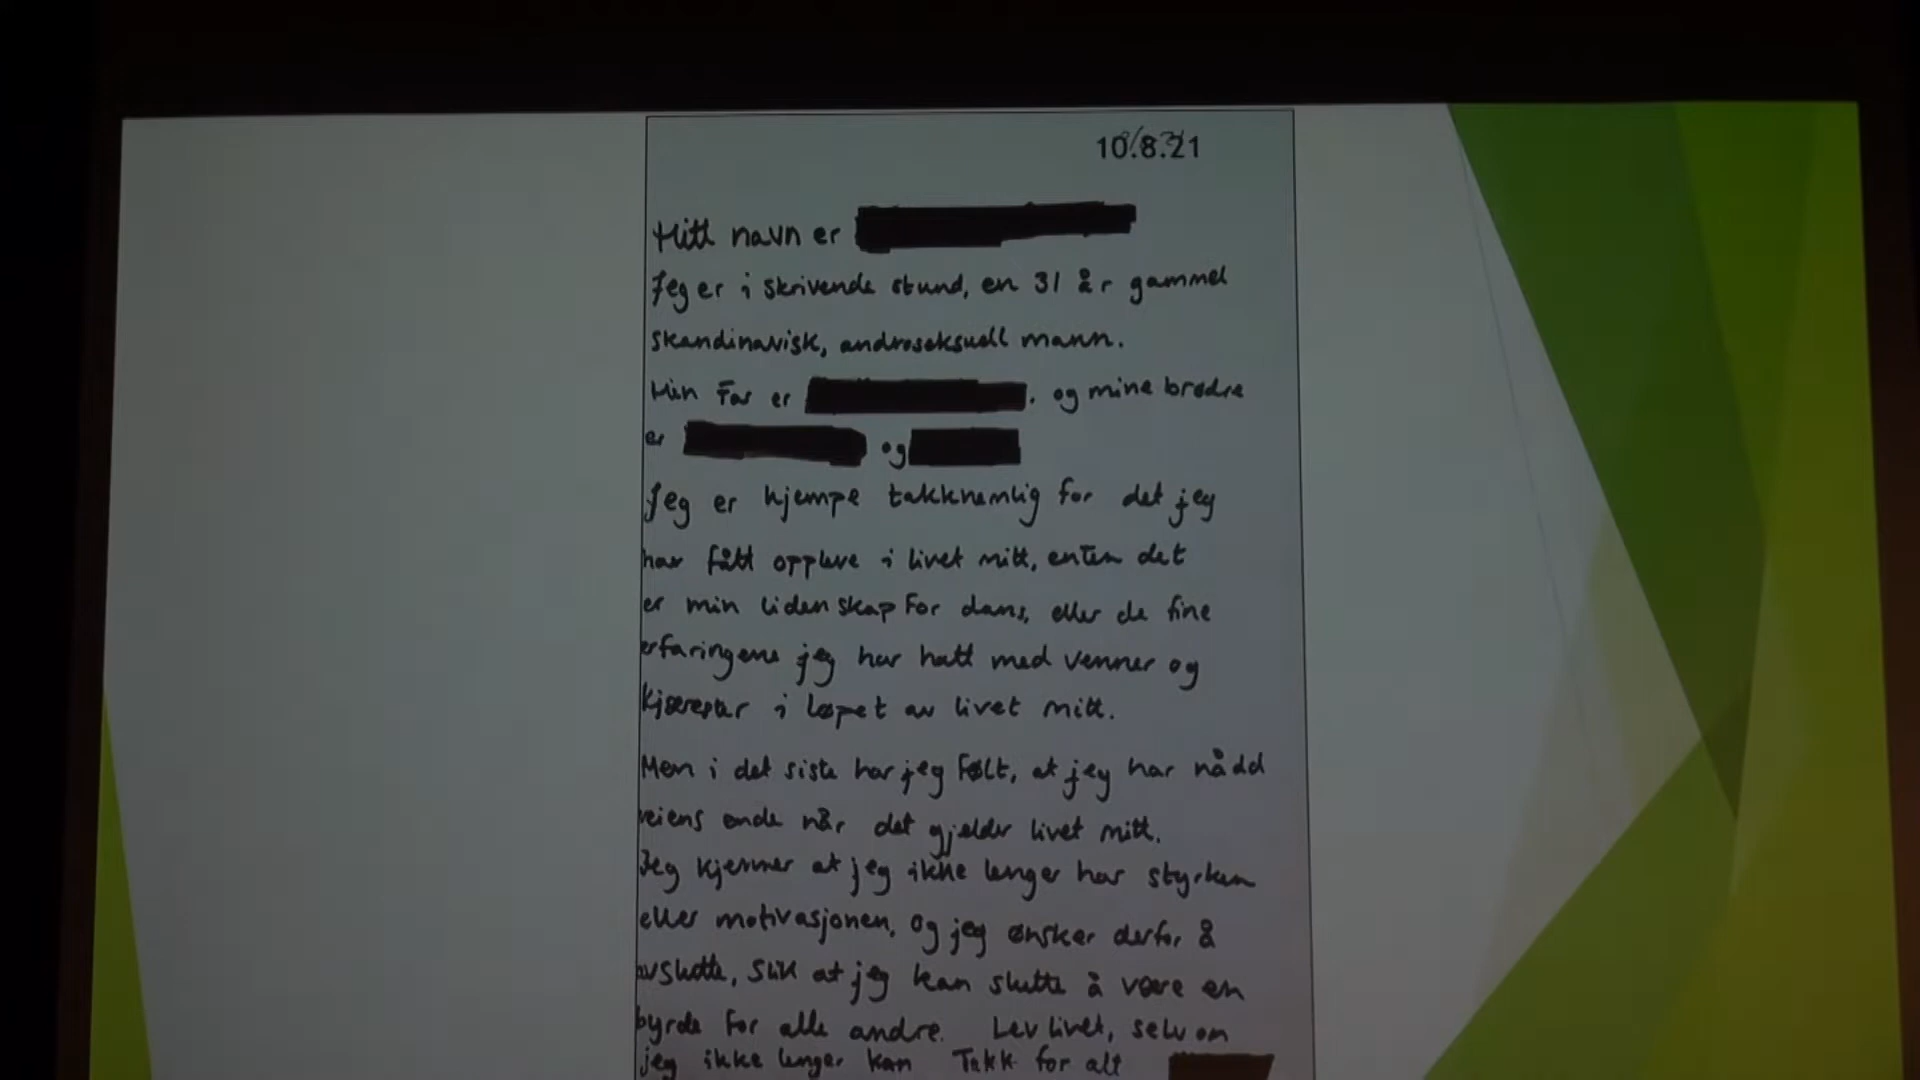 10.8.21
Mitt navn er
Jeg er i skrivende stund, en 31 år gammel
skandinavisk, androseksuell mann.
Min Far er . og mine brødre
er og
Jeg er hjempe takknemlig for det jeg
har fått oppleve i livet mitt, enten det
er min lidenskap for dans, eller de fine
erfaringene jeg har hatt med venner og
kjærester i løpet av livet mitt.
Men i det siste har jeg følt, at jeg har nådd
veiens ende når det gjelder livet mitt.
Jeg kjenner at jeg ikke lenger har styrken
eller motivasjonen, og jeg ønsker derfor å
avslutte, slik at jeg kan slutte å være en
byrde for alle andre. Lev livet, selv om
jeg ikke lenger kan Takk for alt